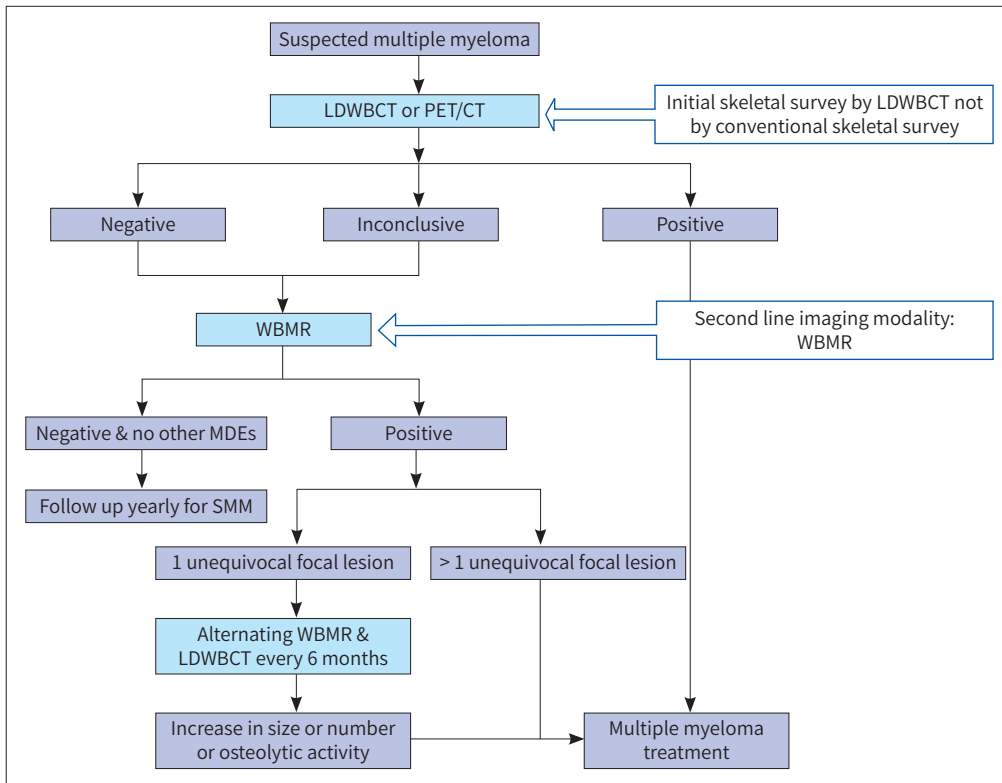 Suspected multiple myeloma
LDWBCT or PET/CT
Initial skeletal survey by LDWBCT not
by conventional skeletal survey
Negative
Inconclusive
Positive
WBMR
Second line imaging modality:
WBMR
Negative & no other MDEs
Positive
Follow up yearly for SMM
1 unequivocal focal lesion
> 1 unequivocal focal lesion
Alternating WBMR &
LDWBCT every 6 months
Increase in size or number
or osteolytic activity
Multiple myeloma
treatment